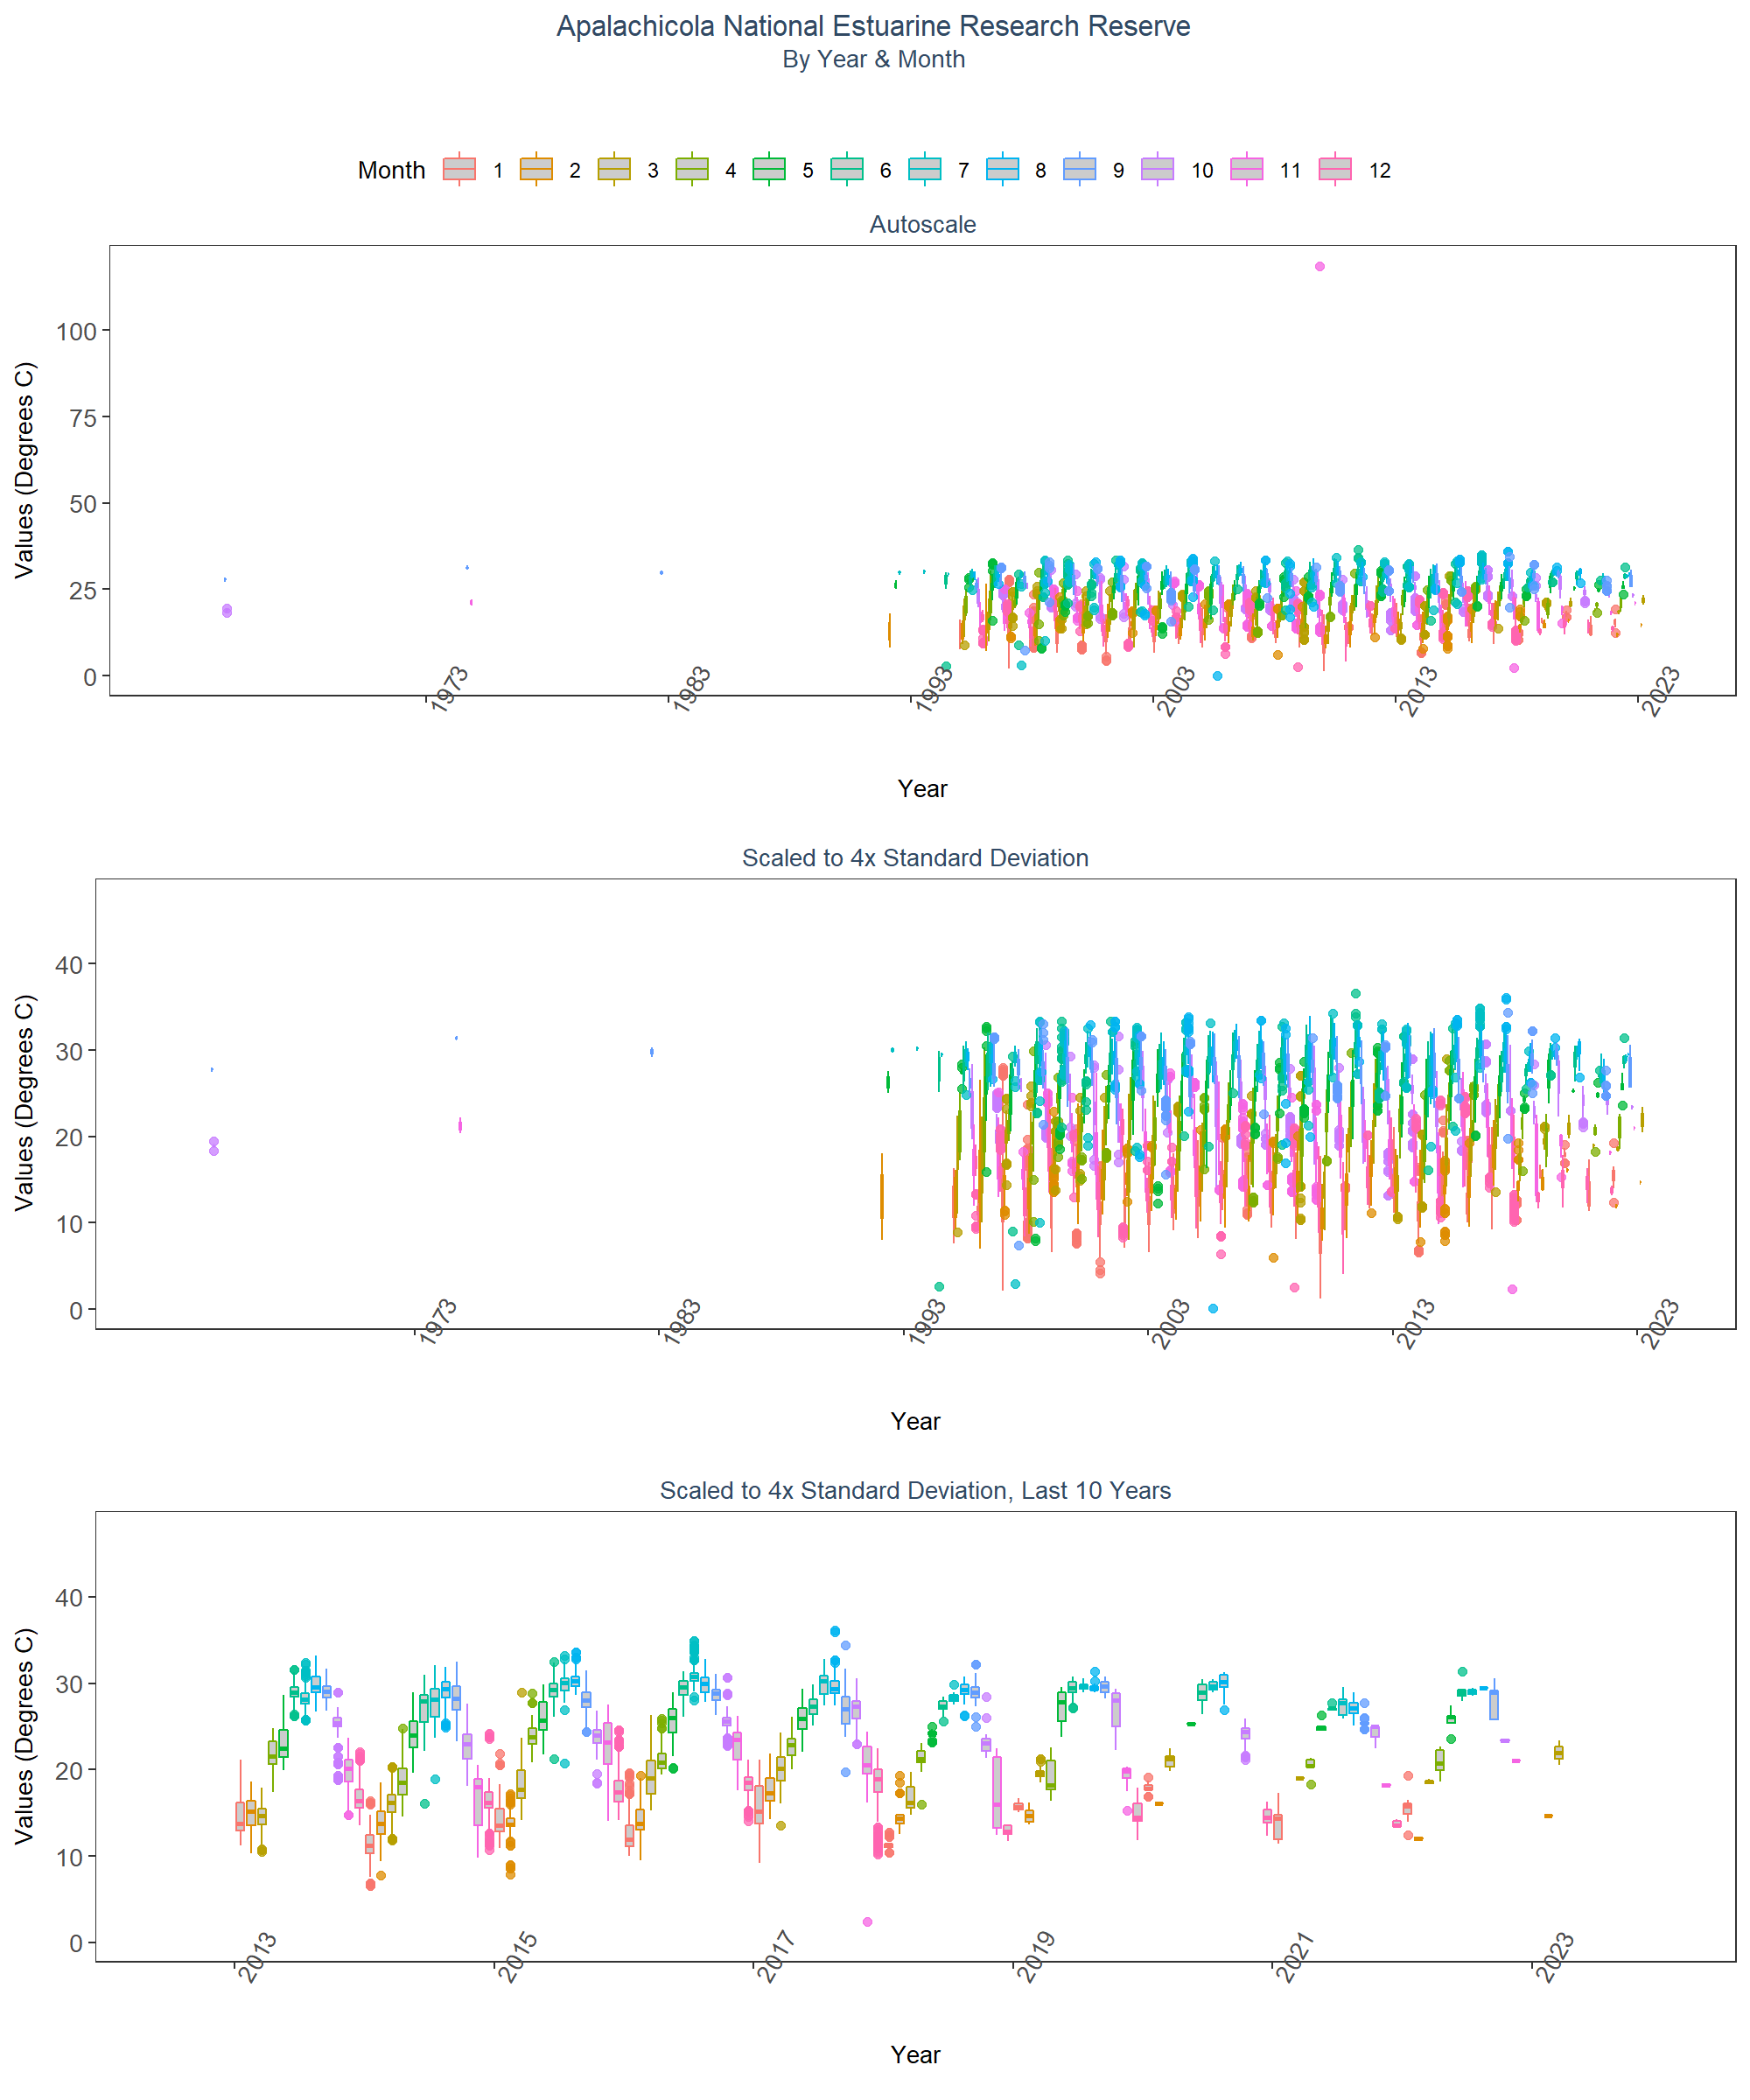 Apalachicola National Estuarine Research Reserve
By Year & Month
Month 1 2 3 4 5 6 7 8 9 10 11 12
Autoscale
Values (Degrees C)
100
75
50
25
0
1973 1983 1993 2003 2013 2023
Year
Scaled to 4x Standard Deviation
Values (Degrees C)
40
30
20
10
0
1973 1983 1993 2003 2013 2023
Year
Scaled to 4x Standard Deviation, Last 10 Years
Values (Degrees C)
40
30
20
10
0
2013 2015 2017 2019 2021 2023
Year